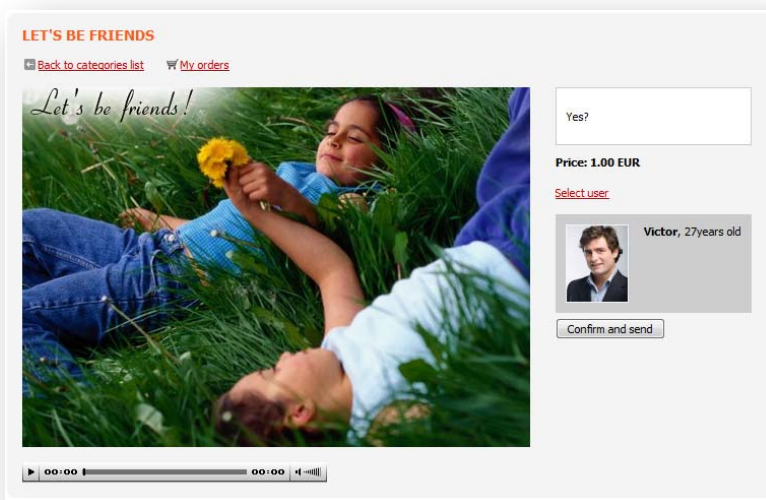 LET'S BE FRIENDS
Back to categories list My orders
Let's be friends!
Yes?
Price: 1.00 EUR
Select user
Victor, 27years old
Confirm and send
00:00 00:00